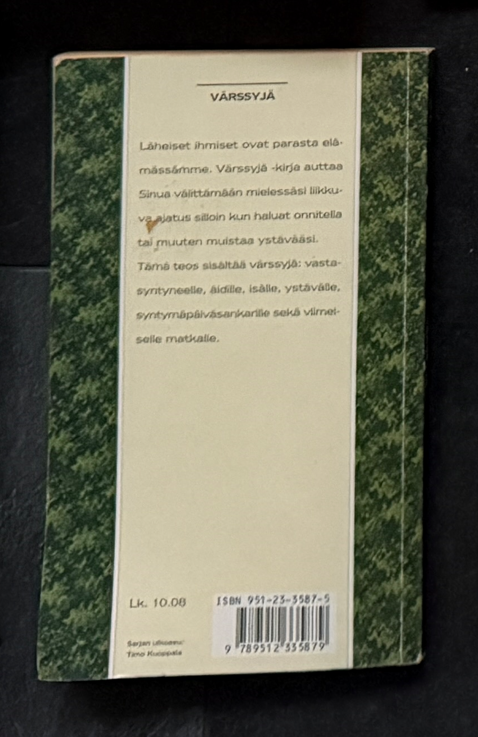 VÄRSSYJÄ
Läheiset ihmiset ovat parasta elä-
mässämme. Värssyjä -kirja auttaa
Sinua välittämään mielessäsi liikku-
va ajatus silloin kun haluat onnitella
tai muuten muistaa ystävääsi.
Tämä teos sisältää värssyjä: vasta-
syntyneelle, äidille, isälle, ystävälle,
syntymäpäiväsankarille sekä viimei-
selle matkalle.
Lk. 10.08
ISBN 951-23-3587-5
9 789512 335879
Sarjan ulkoasu:
Timo